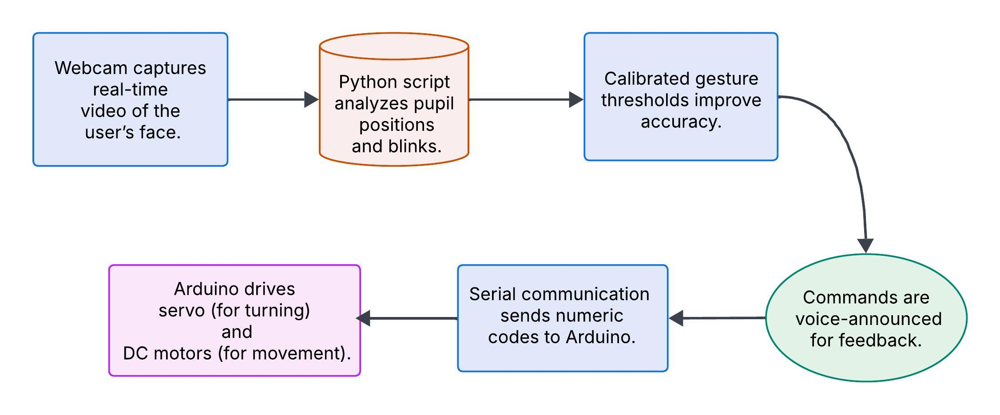 Webcam captures
real-time
video of the
user’s face.
Python script
analyzes pupil
positions
and blinks.
Calibrated gesture
thresholds improve
accuracy.
Commands are
voice-announced
for feedback.
Serial communication
sends numeric
codes to Arduino.
Arduino drives
servo (for turning)
and
DC motors (for movement).